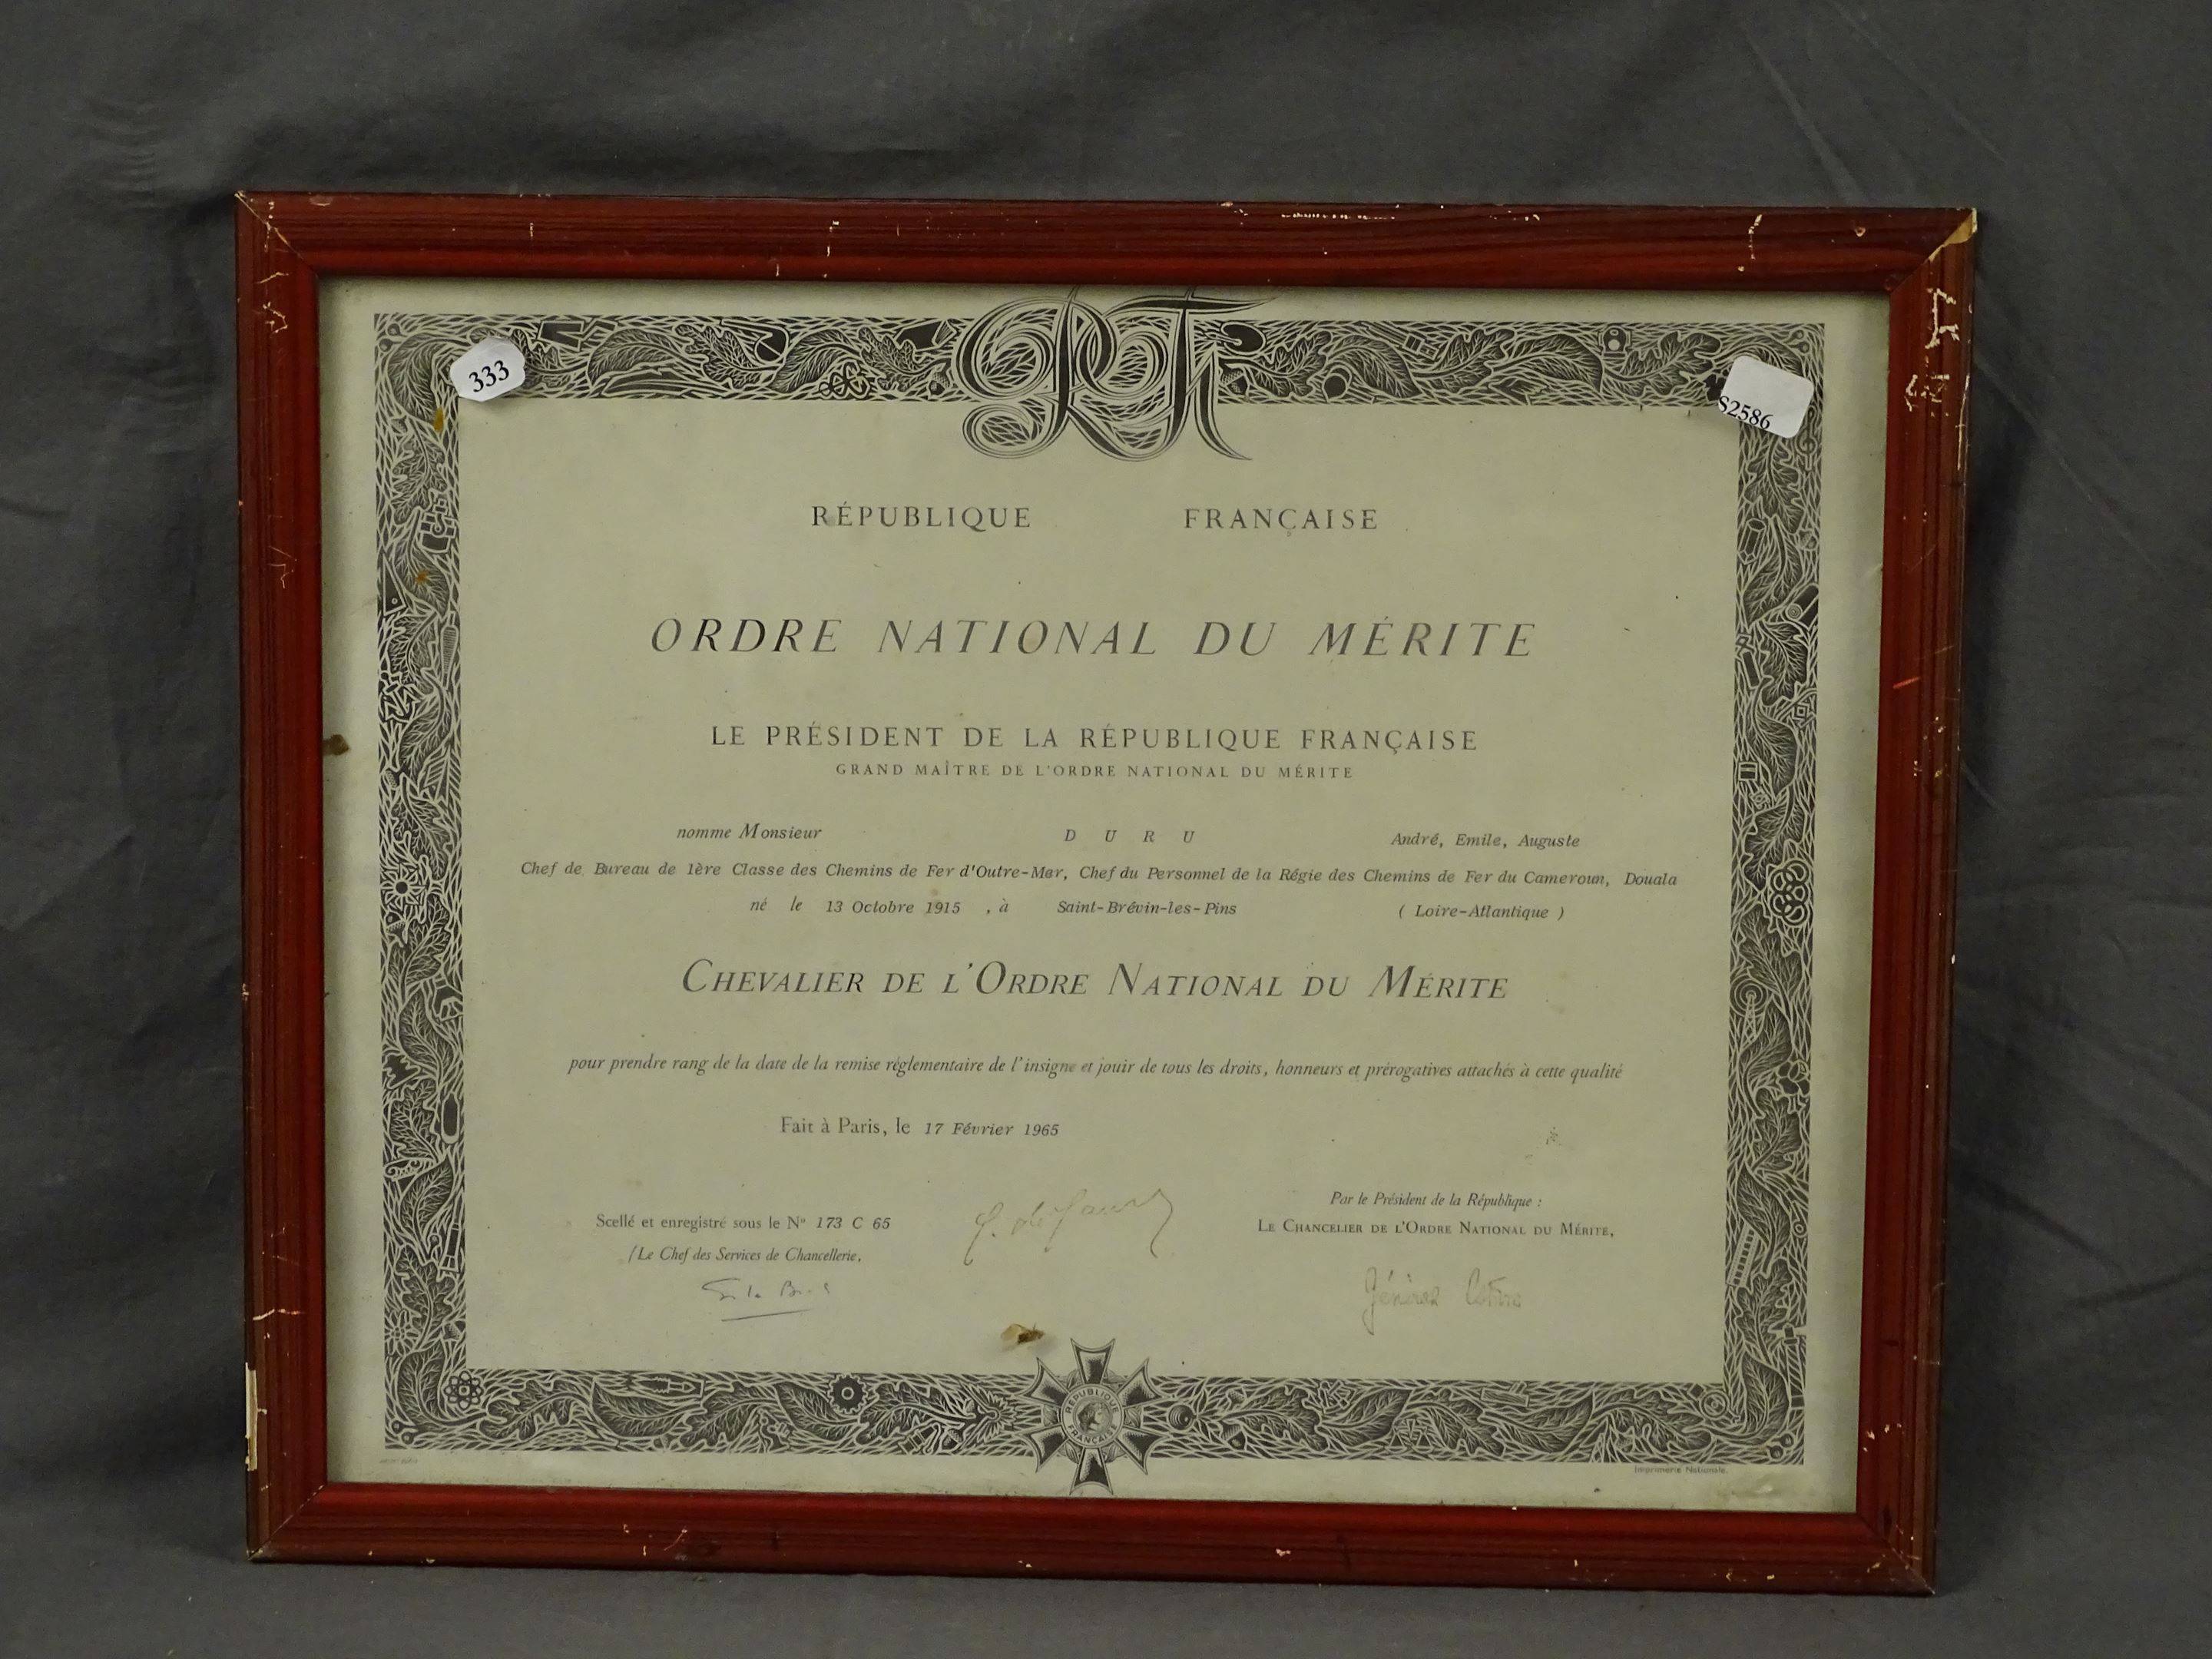 333
S2586
RF
RÉPUBLIQUE FRANÇAISE
ORDRE NATIONAL DU MÉRITE
LE PRÉSIDENT DE LA RÉPUBLIQUE FRANÇAISE
GRAND MAÎTRE DE L'ORDRE NATIONAL DU MÉRITE
nomme Monsieur D U R U André, Emile, Auguste
Chef de Bureau de 1ère Classe des Chemins de Fer d'Outre-Mer, Chef du Personnel de la Régie des Chemins de Fer du Cameroun, Douala
né le 13 Octobre 1915 , à Saint-Brévin-les-Pins ( Loire-Atlantique )
CHEVALIER DE L'ORDRE NATIONAL DU MÉRITE
pour prendre rang de la date de la remise réglementaire de l'insigne et jouir de tous les droits, honneurs et prérogatives attachés à cette qualité
Fait à Paris, le 17 Février 1965
Par le Président de la République :
Scellé et enregistré sous le N° 173 C 65
LE CHANCELIER DE L'ORDRE NATIONAL DU MÉRITE,
/Le Chef des Services de Chancellerie,
Général
RÉPUBLIQUE FRANÇAISE
Imprimerie Nationale.